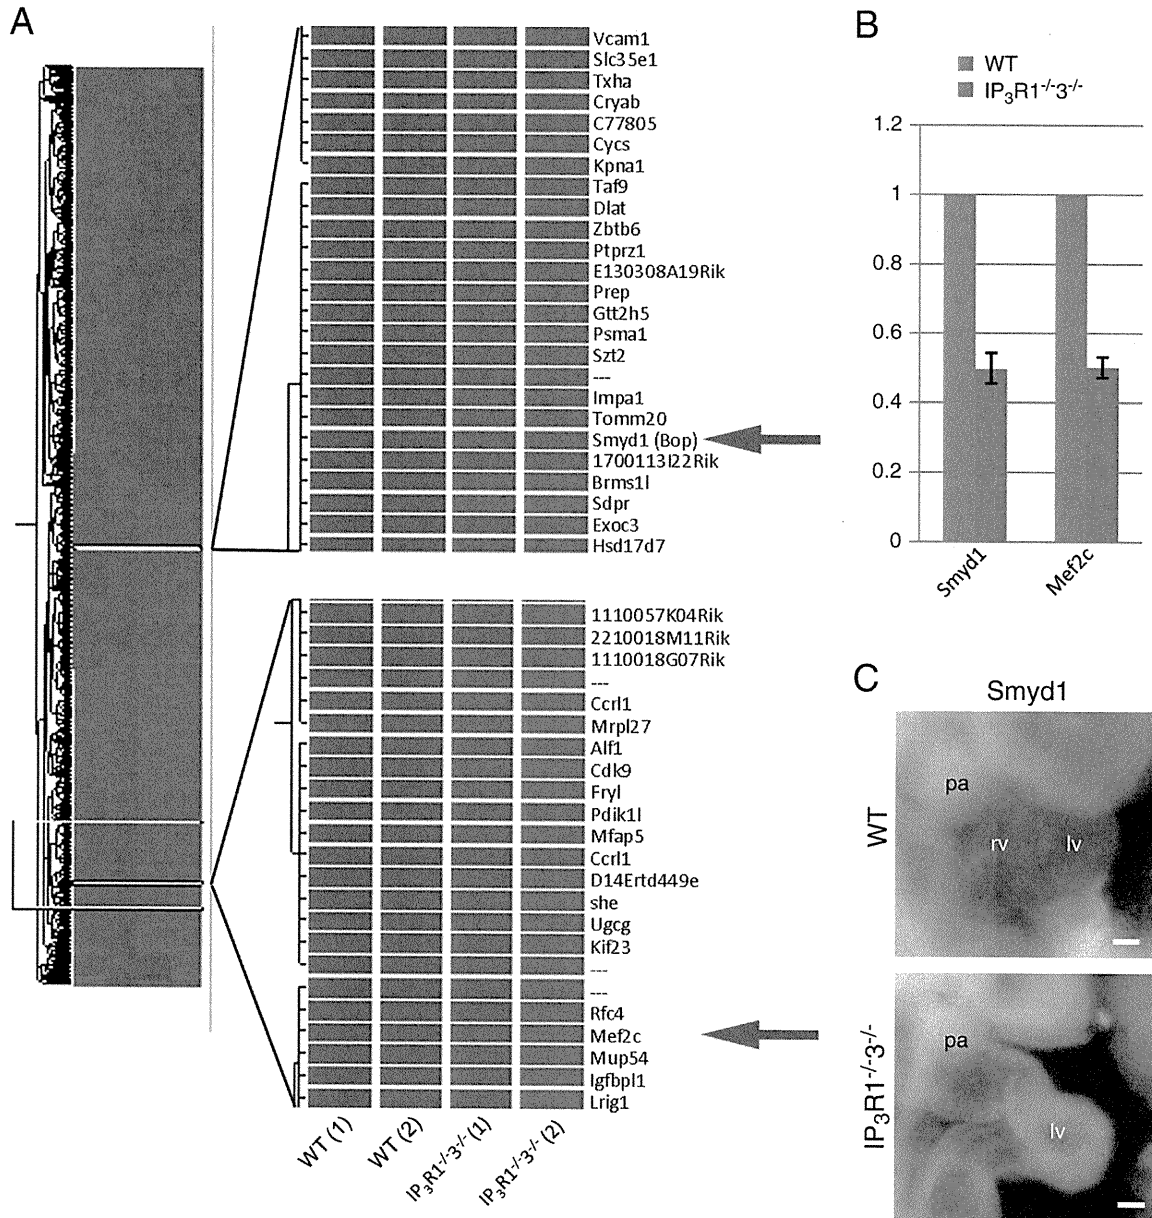 A
Vcam1
Slc35e1
Txha
Cryab
C77805
Cycs
Kpna1
Taf9
Dlat
Zbtb6
Ptprz1
E130308A19Rik
Prep
Gtt2h5
Psma1
Szt2
---
Impa1
Tomm20
Smyd1 (Bop)
1700113I22Rik
Brms1l
Sdpr
Exoc3
Hsd17d7
1110057K04Rik
2210018M11Rik
1110018G07Rik
---
Ccrl1
Mrpl27
Alf1
Cdk9
Fryl
Pdik1l
Mfap5
Ccrl1
D14Ertd449e
she
Ugcg
Kif23
---
---
Rfc4
Mef2c
Mup54
Igfbpl1
Lrig1
WT (1)
WT (2)
IP₃R1⁻/⁻3⁻/⁻ (1)
IP₃R1⁻/⁻3⁻/⁻ (2)
B
WT
IP₃R1⁻/⁻3⁻/⁻
1.2
1
0.8
0.6
0.4
0.2
0
Smyd1
Mef2c
C
Smyd1
WT
pa
rv
lv
IP₃R1⁻/⁻3⁻/⁻
pa
lv